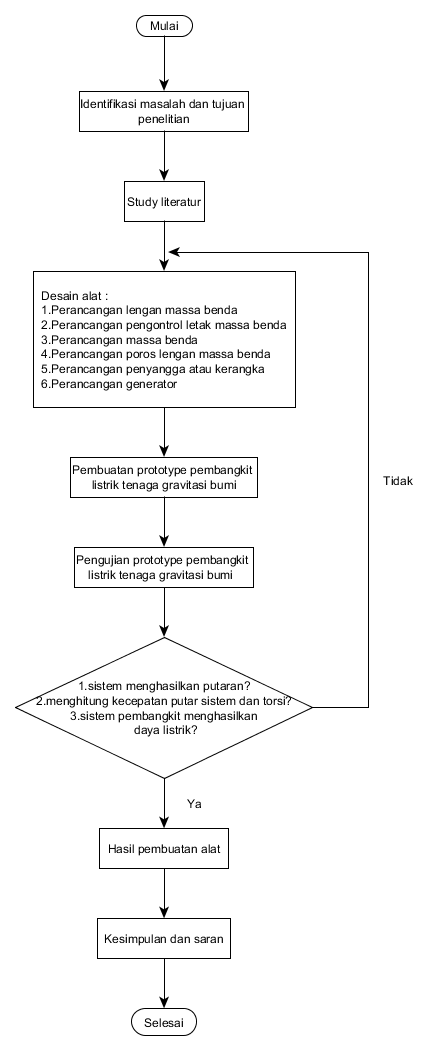 Mulai
Identifikasi masalah dan tujuan
penelitian
Study literatur
Desain alat :
1.Perancangan lengan massa benda
2.Perancangan pengontrol letak massa benda
3.Perancangan massa benda
4.Perancangan poros lengan massa benda
5.Perancangan penyangga atau kerangka
6.Perancangan generator
Pembuatan prototype pembangkit
listrik tenaga gravitasi bumi
Tidak
Pengujian prototype pembangkit
listrik tenaga gravitasi bumi
1.sistem menghasilkan putaran?
2.menghitung kecepatan putar sistem dan torsi?
3.sistem pembangkit menghasilkan
daya listrik?
Ya
Hasil pembuatan alat
Kesimpulan dan saran
Selesai